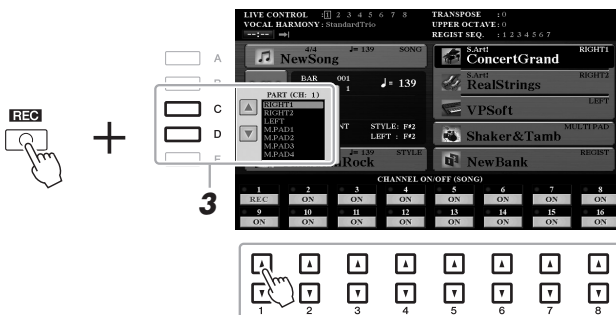 LIVE CONTROL :1 2 3 4 5 6 7 8
VOCAL HARMONY : StandardTrio
--:--
TRANSPOSE : 0
UPPER OCTAVE : 0
REGIST SEQ. : 1 2 3 4 5 6 7
A
C
D
REC
3
4/4 ♩= 139 SONG
NewSong
BAR 001
1
♩= 139
PART (CH: 1)
RIGHT1
RIGHT2
LEFT
M.PAD1
M.PAD2
M.PAD3
M.PAD4
STYLE: F#2
LEFT : F#2
♩= 139 STYLE
Rock
S.Art! RIGHT1
ConcertGrand
S.Art! RIGHT2
RealStrings
LEFT
VPSoft
MULTI PAD
Shaker&Tamb
REGIST
NewBank
CHANNEL ON/OFF (SONG)
1 2 3 4 5 6 7 8
REC ON ON ON ON ON ON ON
9 10 11 12 13 14 15 16
ON ON ON ON ON ON ON ON
1 2 3 4 5 6 7 8